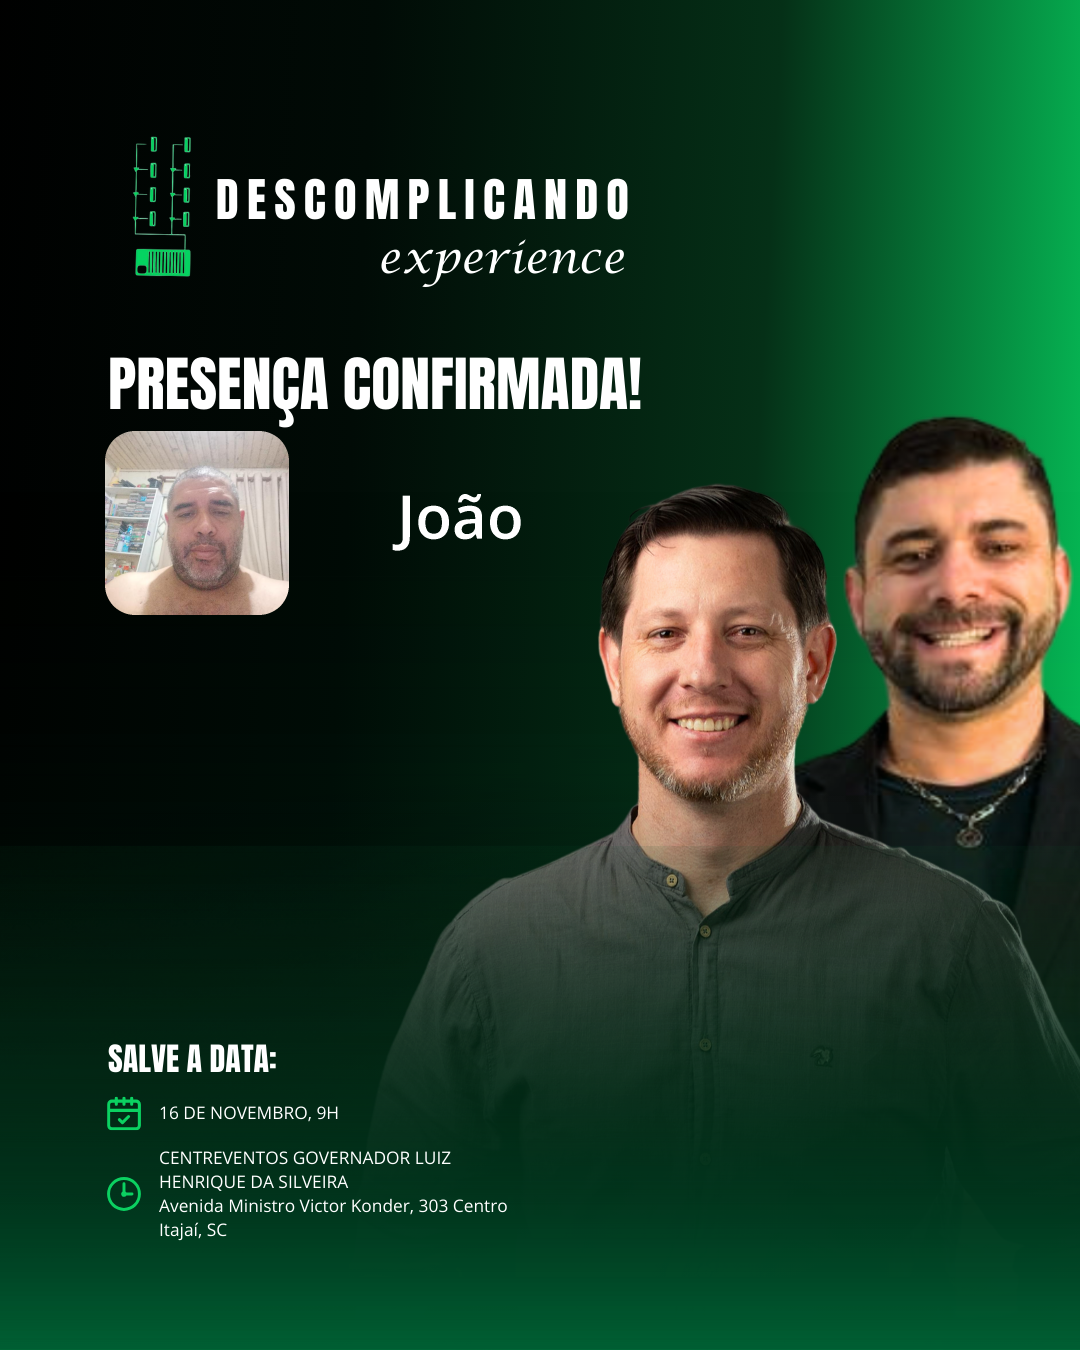 DESCOMPLICANDO
experience
PRESENÇA CONFIRMADA!
João
SALVE A DATA:
16 DE NOVEMBRO, 9H
CENTREVENTOS GOVERNADOR LUIZ
HENRIQUE DA SILVEIRA
Avenida Ministro Victor Konder, 303 Centro
Itajaí, SC